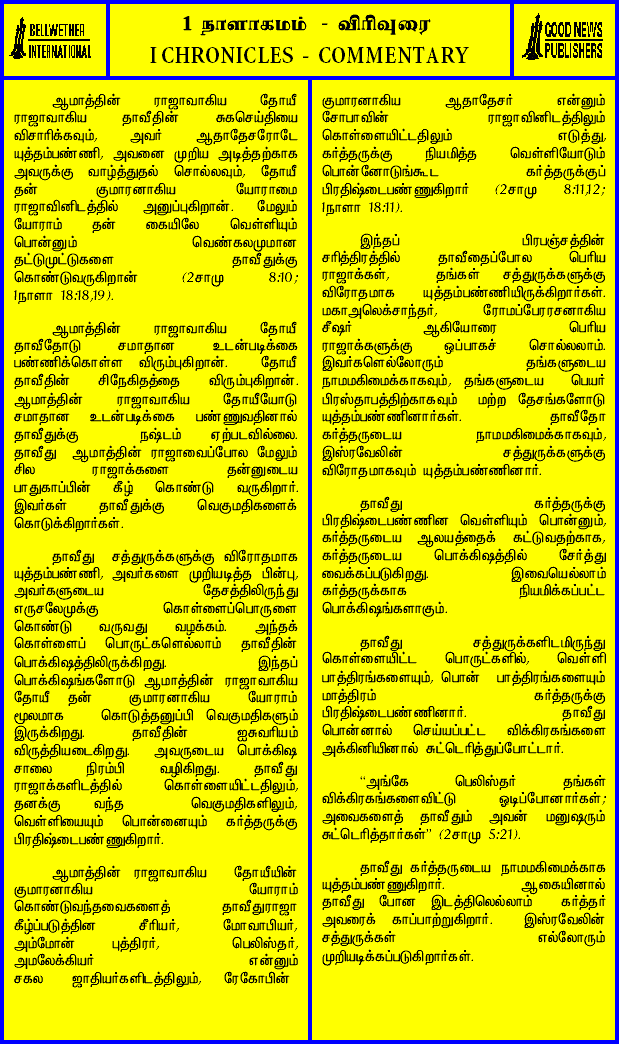 BELLWETHER
INTERNATIONAL
1 நாளாகமம் - விரிவுரை
I CHRONICLES - COMMENTARY
GOOD NEWS
PUBLISHERS
ஆமாத்தின் ராஜாவாகிய தோயீ
ராஜாவாகிய தாவீதின் சுகசெய்தியை
விசாரிக்கவும், அவர் ஆதாதேசரோடே
யுத்தம்பண்ணி, அவனை முறிய அடித்தற்காக
அவருக்கு வாழ்த்துதல் சொல்லவும், தோயீ
தன் குமாரனாகிய யோராமை
ராஜாவினிடத்தில் அனுப்புகிறான். மேலும்
யோராம் தன் கையிலே வெள்ளியும்
பொன்னும் வெண்கலமுமான
தட்டுமுட்டுகளை தாவீதுக்கு
கொண்டுவருகிறான் (2சாமு 8:10;
1நாளா 18:18,19).
ஆமாத்தின் ராஜாவாகிய தோயீ
தாவீதோடு சமாதான உடன்படிக்கை
பண்ணிக்கொள்ள விரும்புகிறான். தோயீ
தாவீதின் சிநேகிதத்தை விரும்புகிறான்.
ஆமாத்தின் ராஜாவாகிய தோயீயோடு
சமாதான உடன்படிக்கை பண்ணுவதினால்
தாவீதுக்கு நஷ்டம் ஏற்படவில்லை.
தாவீது ஆமாத்தின் ராஜாவைப்போல மேலும்
சில ராஜாக்களை தன்னுடைய
பாதுகாப்பின் கீழ் கொண்டு வருகிறார்.
இவர்கள் தாவீதுக்கு வெகுமதிகளைக்
கொடுக்கிறார்கள்.
தாவீது சத்துருக்களுக்கு விரோதமாக
யுத்தம்பண்ணி, அவர்களை முறியடித்த பின்பு,
அவர்களுடைய தேசத்திலிருந்து
எருசலேமுக்கு கொள்ளைப்பொருளை
கொண்டு வருவது வழக்கம். அந்தக்
கொள்ளைப் பொருட்களெல்லாம் தாவீதின்
பொக்கிஷத்திலிருக்கிறது. இந்தப்
பொக்கிஷங்களோடு ஆமாத்தின் ராஜாவாகிய
தோயீ தன் குமாரனாகிய யோராம்
மூலமாக கொடுத்தனுப்பி வெகுமதிகளும்
இருக்கிறது. தாவீதின் ஐசுவரியம்
விருத்தியடைகிறது. அவருடைய பொக்கிஷ
சாலை நிரம்பி வழிகிறது. தாவீது
ராஜாக்களிடத்தில் கொள்ளையிட்டதிலும்,
தனக்கு வந்த வெகுமதிகளிலும்,
வெள்ளியையும் பொன்னையும் கர்த்தருக்கு
பிரதிஷ்டைபண்ணுகிறார்.
ஆமாத்தின் ராஜாவாகிய தோயீயின்
குமாரனாகிய யோராம்
கொண்டுவந்தவைகளைத் தாவீதுராஜா
கீழ்ப்படுத்தின சீரியர், மோவாபியர்,
அம்மோன் புத்திரர், பெலிஸ்தர்,
அமலேக்கியர் என்னும்
சகல ஜாதியர்களிடத்திலும், ரேகோபின்
குமாரனாகிய ஆதாதேசர் என்னும்
சோபாவின் ராஜாவினிடத்திலும்
கொள்ளையிட்டதிலும் எடுத்து,
கர்த்தருக்கு நியமித்த வெள்ளியோடும்
பொன்னோடுங்கூட கர்த்தருக்குப்
பிரதிஷ்டைபண்ணுகிறார் (2சாமு 8:11,12;
1நாளா 18:11).
இந்தப் பிரபஞ்சத்தின்
சரித்திரத்தில் தாவீதைப்போல பெரிய
ராஜாக்கள், தங்கள் சத்துருக்களுக்கு
விரோதமாக யுத்தம்பண்ணியிருக்கிறார்கள்.
மகாஅலெக்சாந்தர், ரோமப்பேரரசனாகிய
சீஷர் ஆகியோரை பெரிய
ராஜாக்களுக்கு ஒப்பாகச் சொல்லலாம்.
இவர்களெல்லோரும் தங்களுடைய
நாமமகிமைக்காகவும், தங்களுடைய பெயர்
பிரஸ்தாபத்திற்காகவும் மற்ற தேசங்களோடு
யுத்தம்பண்ணினார்கள். தாவீதோ
கர்த்தருடைய நாமமகிமைக்காகவும்,
இஸ்ரவேலின் சத்துருக்களுக்கு
விரோதமாகவும் யுத்தம்பண்ணினார்.
தாவீது கர்த்தருக்கு
பிரதிஷ்டைபண்ணின வெள்ளியும் பொன்னும்,
கர்த்தருடைய ஆலயத்தைக் கட்டுவதற்காக,
கர்த்தருடைய பொக்கிஷத்தில் சேர்த்து
வைக்கப்படுகிறது. இவையெல்லாம்
கர்த்தருக்காக நியமிக்கப்பட்ட
பொக்கிஷங்களாகும்.
தாவீது சத்துருக்களிடமிருந்து
கொள்ளையிட்ட பொருட்களில், வெள்ளி
பாத்திரங்களையும், பொன் பாத்திரங்களையும்
மாத்திரம் கர்த்தருக்கு
பிரதிஷ்டைபண்ணினார். தாவீது
பொன்னால் செய்யப்பட்ட விக்கிரகங்களை
அக்கினியினால் சுட்டெரித்துப்போட்டார்.
“அங்கே பெலிஸ்தர் தங்கள்
விக்கிரகங்களைவிட்டு ஓடிப்போனார்கள்;
அவைகளைத் தாவீதும் அவன் மனுஷரும்
சுட்டெரித்தார்கள்” (2சாமு 5:21).
தாவீது கர்த்தருடைய நாமமகிமைக்காக
யுத்தம்பண்ணுகிறார். ஆகையினால்
தாவீது போன இடத்திலெல்லாம் கர்த்தர்
அவரைக் காப்பாற்றுகிறார். இஸ்ரவேலின்
சத்துருக்கள் எல்லோரும்
முறியடிக்கப்படுகிறார்கள்.